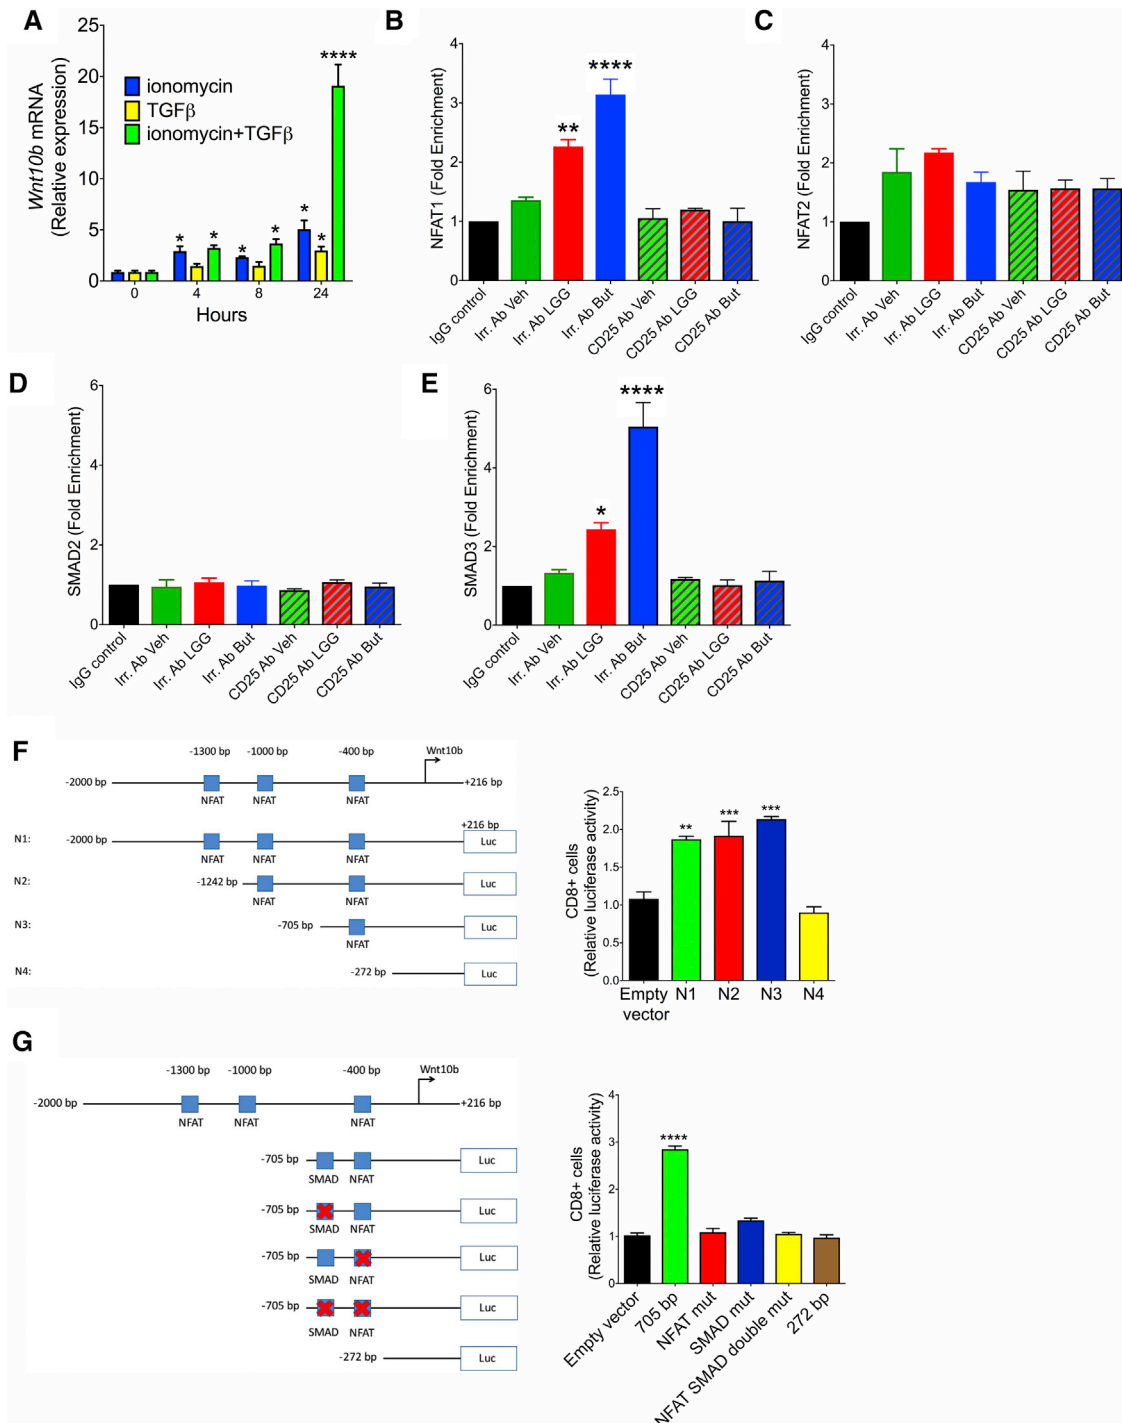 A
Wnt10b mRNA
(Relative expression)
25
20
15
10
5
0
ionomycin
TGFβ
ionomycin+TGFβ
*
*
*
*
*
*
****
0 4 8 24
Hours
B
NFAT1 (Fold Enrichment)
4
3
2
1
0
**
****
IgG control
Irr. Ab Veh
Irr. Ab LGG
Irr. Ab But
CD25 Ab Veh
CD25 Ab LGG
CD25 Ab But
C
NFAT2 (Fold Enrichment)
4
3
2
1
0
IgG control
Irr. Ab Veh
Irr. Ab LGG
Irr. Ab But
CD25 Ab Veh
CD25 Ab LGG
CD25 Ab But
D
SMAD2 (Fold Enrichment)
6
4
2
0
IgG control
Irr. Ab Veh
Irr. Ab LGG
Irr. Ab But
CD25 Ab Veh
CD25 Ab LGG
CD25 Ab But
E
SMAD3 (Fold Enrichment)
6
4
2
0
*
****
IgG control
Irr. Ab Veh
Irr. Ab LGG
Irr. Ab But
CD25 Ab Veh
CD25 Ab LGG
CD25 Ab But
F
-1300 bp -1000 bp -400 bp Wnt10b
-2000 bp +216 bp
NFAT NFAT NFAT
+216 bp
N1: -2000 bp Luc
NFAT NFAT NFAT
N2: -1242 bp Luc
NFAT NFAT
N3: -705 bp Luc
NFAT
N4: -272 bp Luc
CD8+ cells
(Relative luciferase activity)
2.5
2.0
1.5
1.0
0.5
0.0
** *** ***
Empty vector N1 N2 N3 N4
G
-1300 bp -1000 bp -400 bp Wnt10b
-2000 bp +216 bp
NFAT NFAT NFAT
-705 bp Luc
SMAD NFAT
-705 bp Luc
SMAD NFAT
-705 bp Luc
SMAD NFAT
-705 bp Luc
SMAD NFAT
-272 bp Luc
CD8+ cells
(Relative luciferase activity)
4
3
2
1
0
****
Empty vector
705 bp
NFAT mut
SMAD mut
NFAT SMAD double mut
272 bp